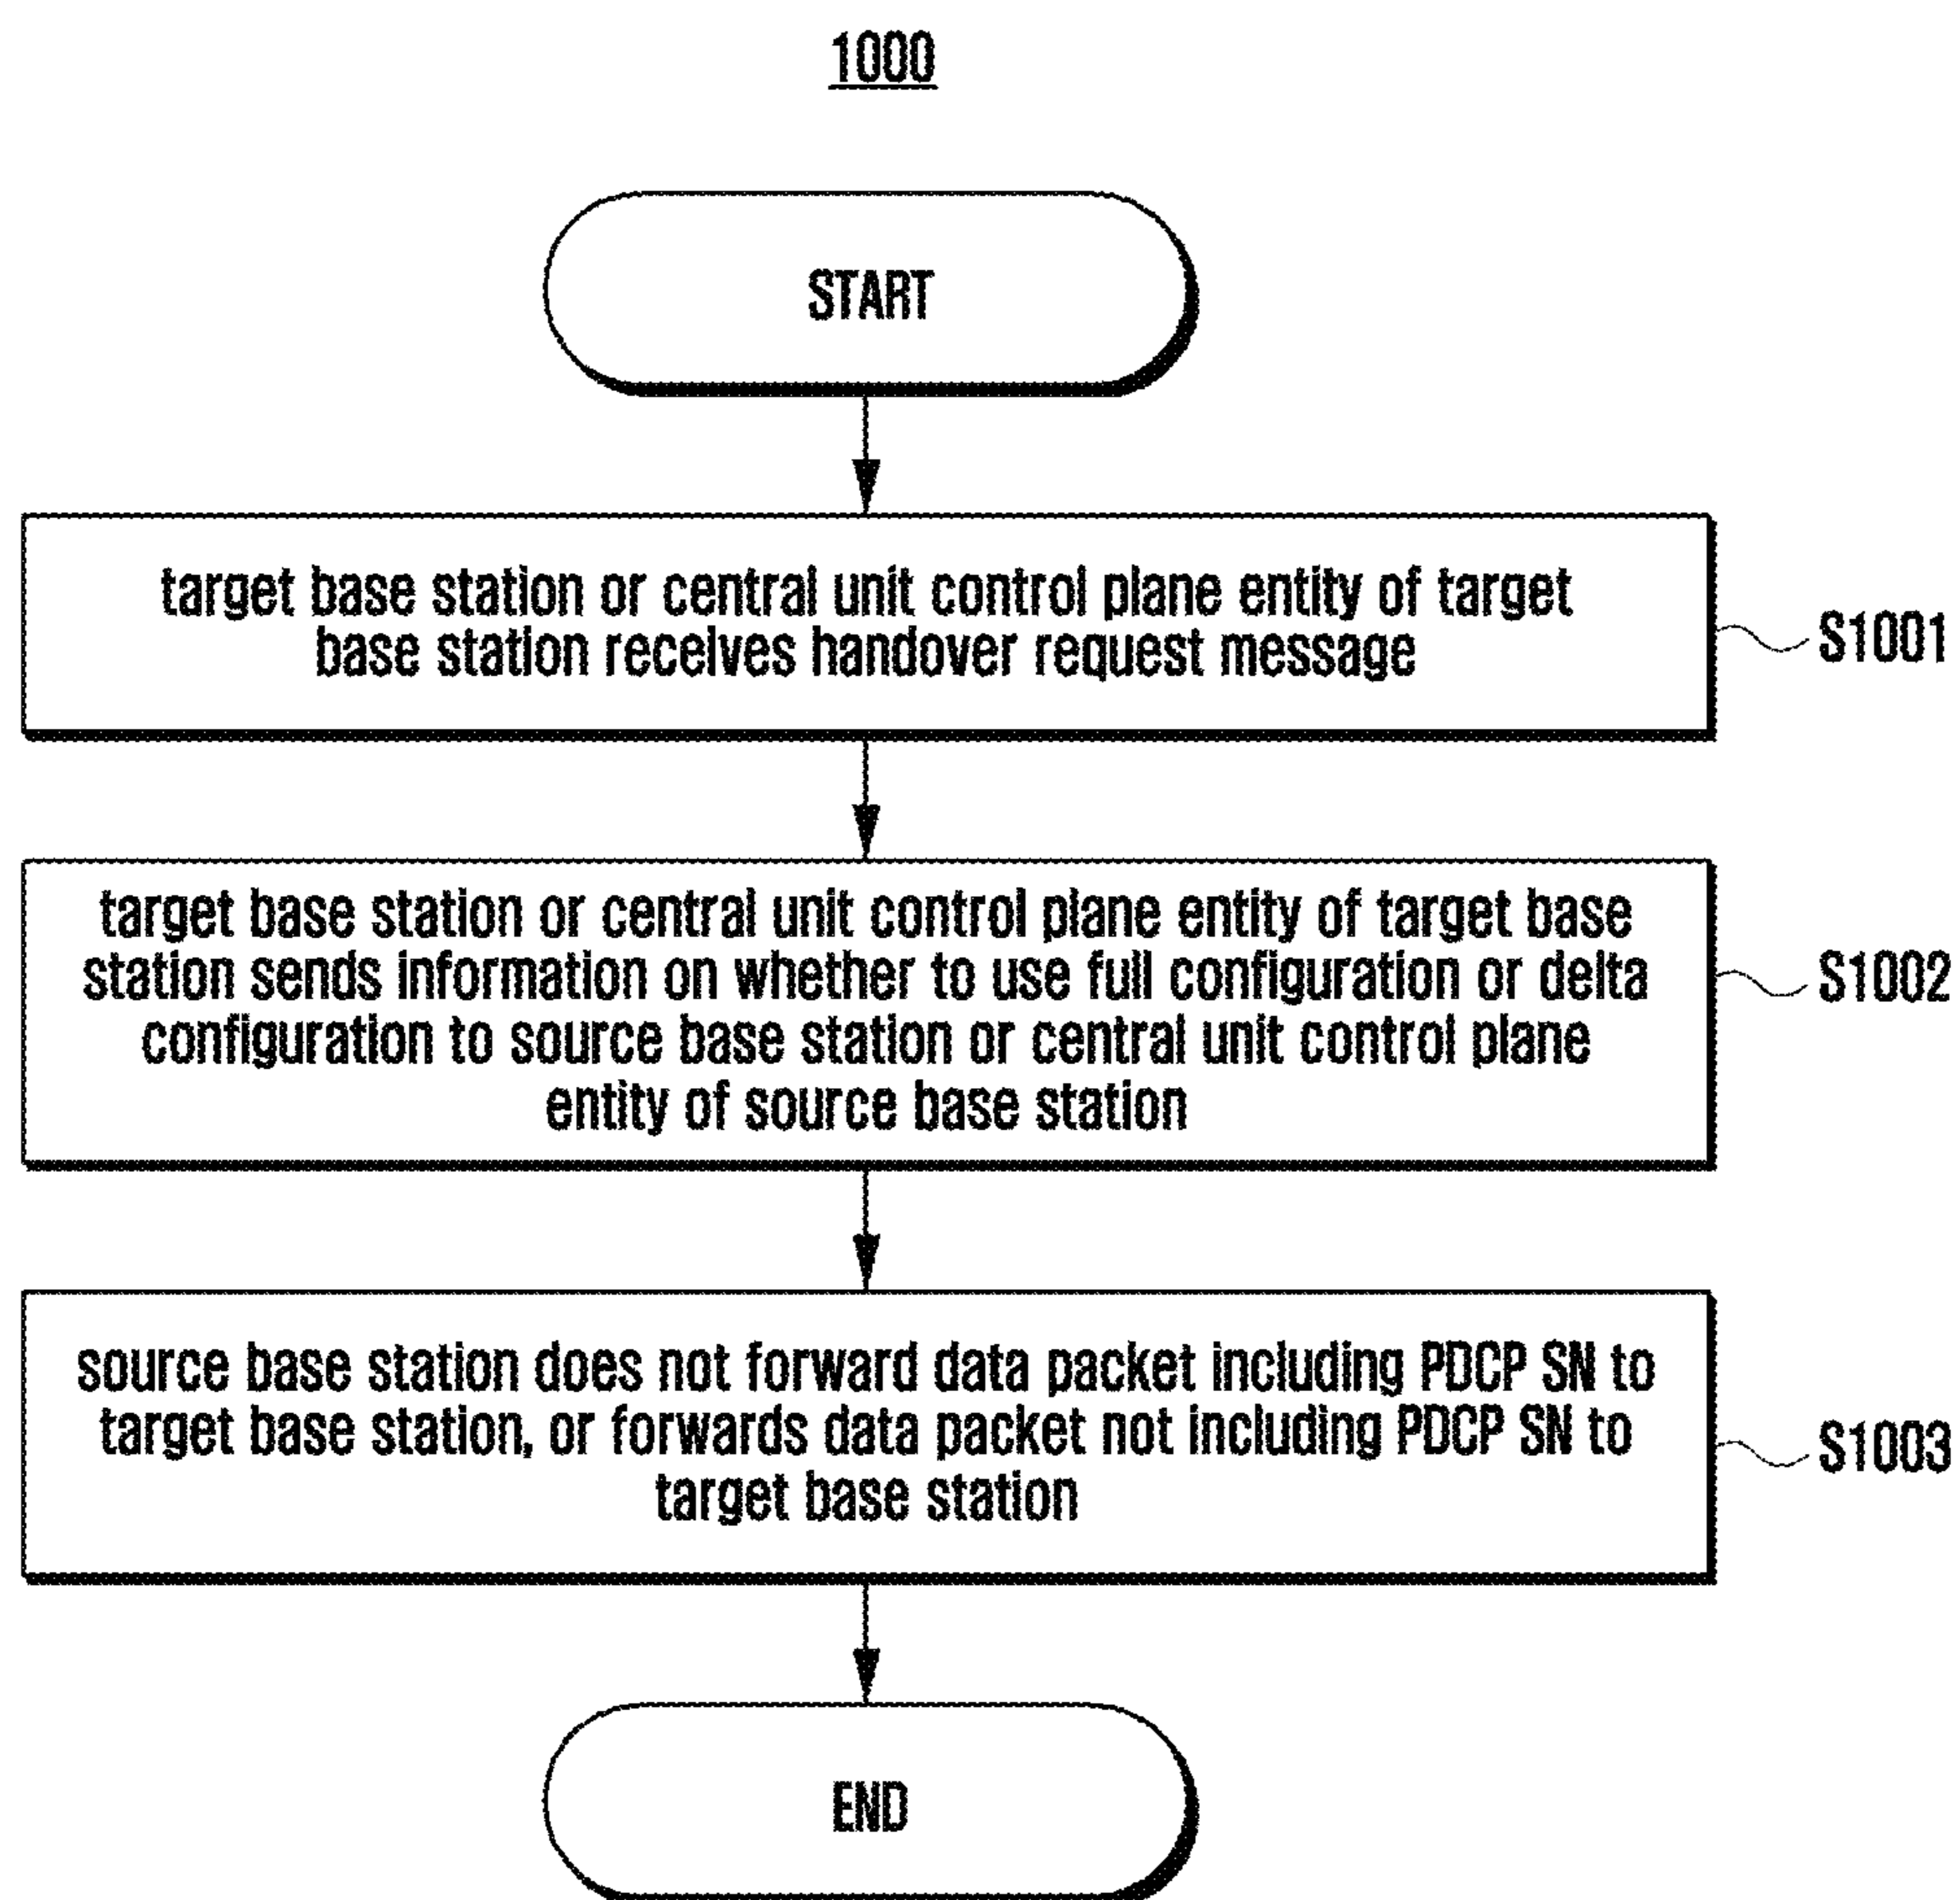 1000
START
target base station or central unit control plane entity of target
base station receives handover request message
S1001
target base station or central unit control plane entity of target base
station sends information on whether to use full configuration or delta
configuration to source base station or central unit control plane
entity of source base station
S1002
source base station does not forward data packet including PDCP SN to
target base station, or forwards data packet not including PDCP SN to
target base station
S1003
END